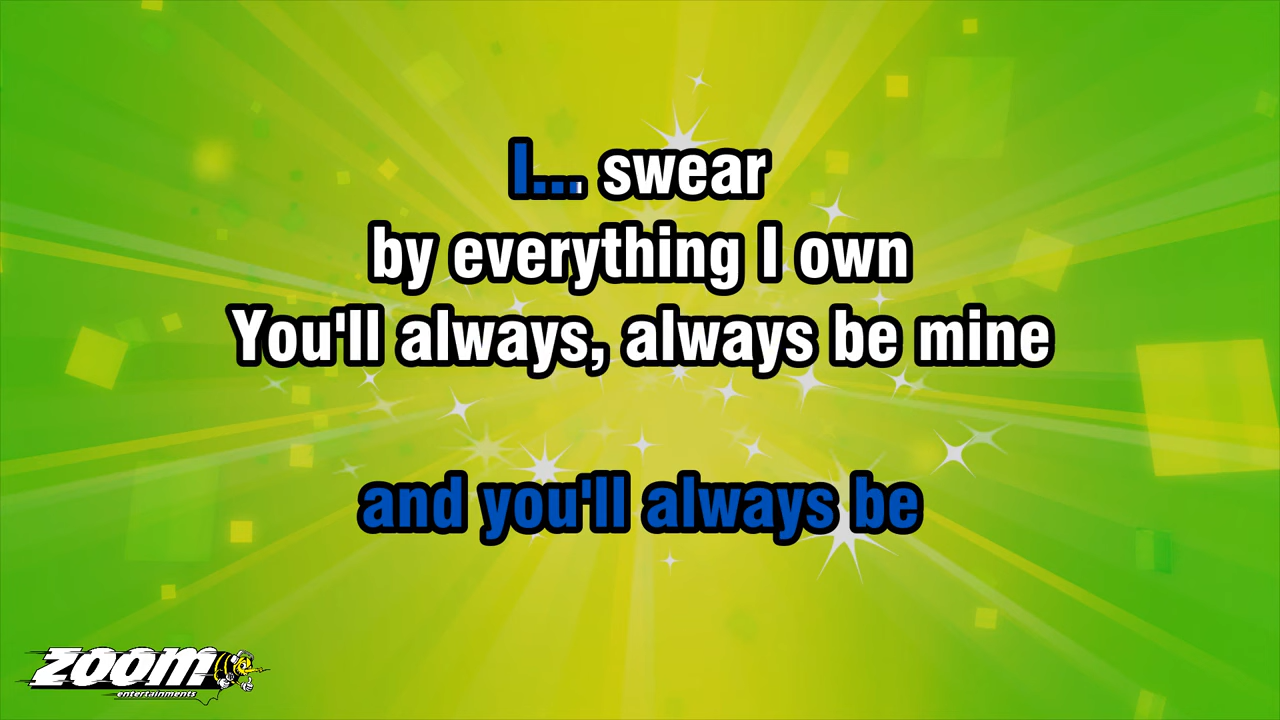 I... swear
by everything I own
You'll always, always be mine
and you'll always be
zoom
entertainments